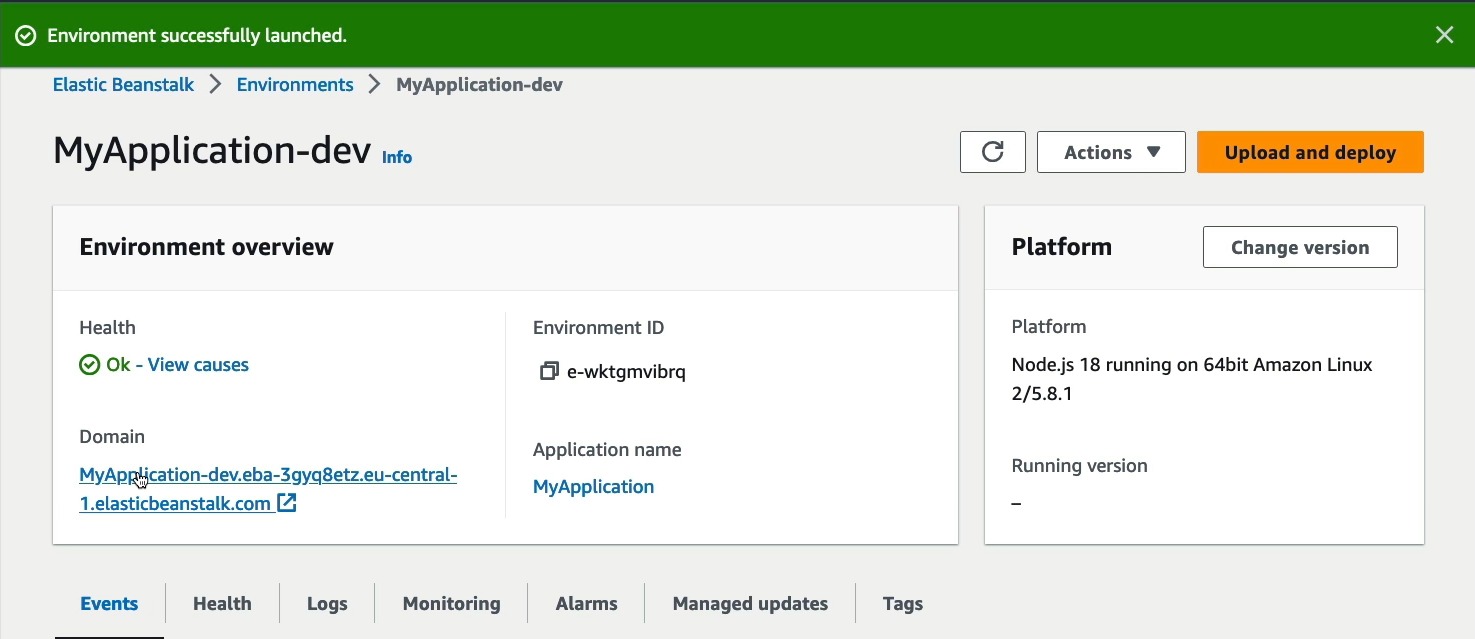 Environment successfully launched.
Elastic Beanstalk > Environments > MyApplication-dev
MyApplication-dev Info
Actions
Upload and deploy
Environment overview
Health
Ok - View causes
Domain
MyApplication-dev.eba-3gyq8etz.eu-central-
1.elasticbeanstalk.com
Environment ID
e-wktgmvibrq
Application name
MyApplication
Platform
Change version
Platform
Node.js 18 running on 64bit Amazon Linux
2/5.8.1
Running version
–
Events
Health
Logs
Monitoring
Alarms
Managed updates
Tags